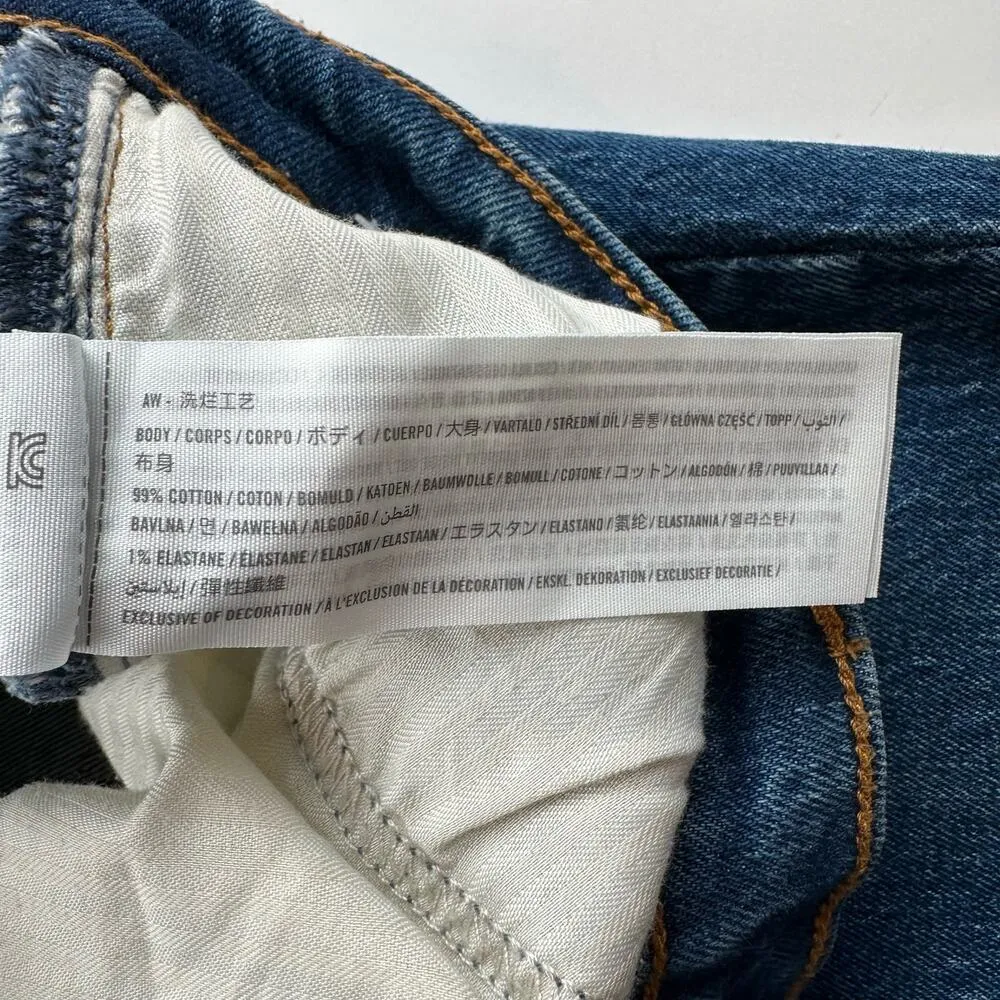 AW - 洗烂工艺
BODY / CORPS / CORPO / ボディ / CUERPO / 大身 / VARTALO / STŘEDNÍ DÍL / 몸통 / GŁÓWNA CZĘŚĆ / TOPP / الثوب /
布身
99% COTTON / COTON / BOMULD / KATOEN / BAUMWOLLE / BOMULL / COTONE / コットン / ALGODÓN / 棉 / PUUVILLAA /
BAVLNA / 면 / BAWEŁNA / ALGODÃO / القطن
1% ELASTANE / ÉLASTANE / ELASTAN / ELASTAAN / エラスタン / ELASTANO / 氨纶 / ELASTAANIA / 엘라스탄 /
إيلاستين / 彈性纖維
EXCLUSIVE OF DECORATION / À L'EXCLUSION DE LA DÉCORATION / EKSKL. DEKORATION / EXCLUSIEF DECORATIE /